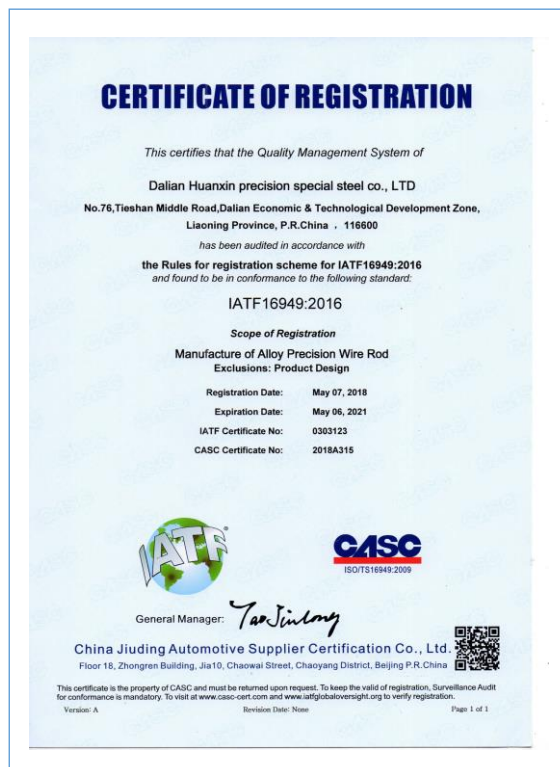 CERTIFICATE OF REGISTRATION
This certifies that the Quality Management System of
Dalian Huanxin precision special steel co., LTD
No.76,Tieshan Middle Road,Dalian Economic & Technological Development Zone,
Liaoning Province, P.R.China , 116600
has been audited in accordance with
the Rules for registration scheme for IATF16949:2016
and found to be in conformance to the following standard:
IATF16949:2016
Scope of Registration
Manufacture of Alloy Precision Wire Rod
Exclusions: Product Design
Registration Date: May 07, 2018
Expiration Date: May 06, 2021
IATF Certificate No: 0303123
CASC Certificate No: 2018A315
IATF®
CASC
ISO/TS16949:2009
General Manager: Tao Jinlong
China Jiuding Automotive Supplier Certification Co., Ltd.
Floor 18, Zhongren Building, Jia10, Chaowai Street, Chaoyang District, Beijing P.R.China
This certificate is the property of CASC and must be returned upon request. To keep the valid of registration, Surveillance Audit
for conformance is mandatory. To visit at www.casc-cert.com and www.iatfglobaloversight.org to verify registration.
Version: A Revision Date: None Page 1 of 1